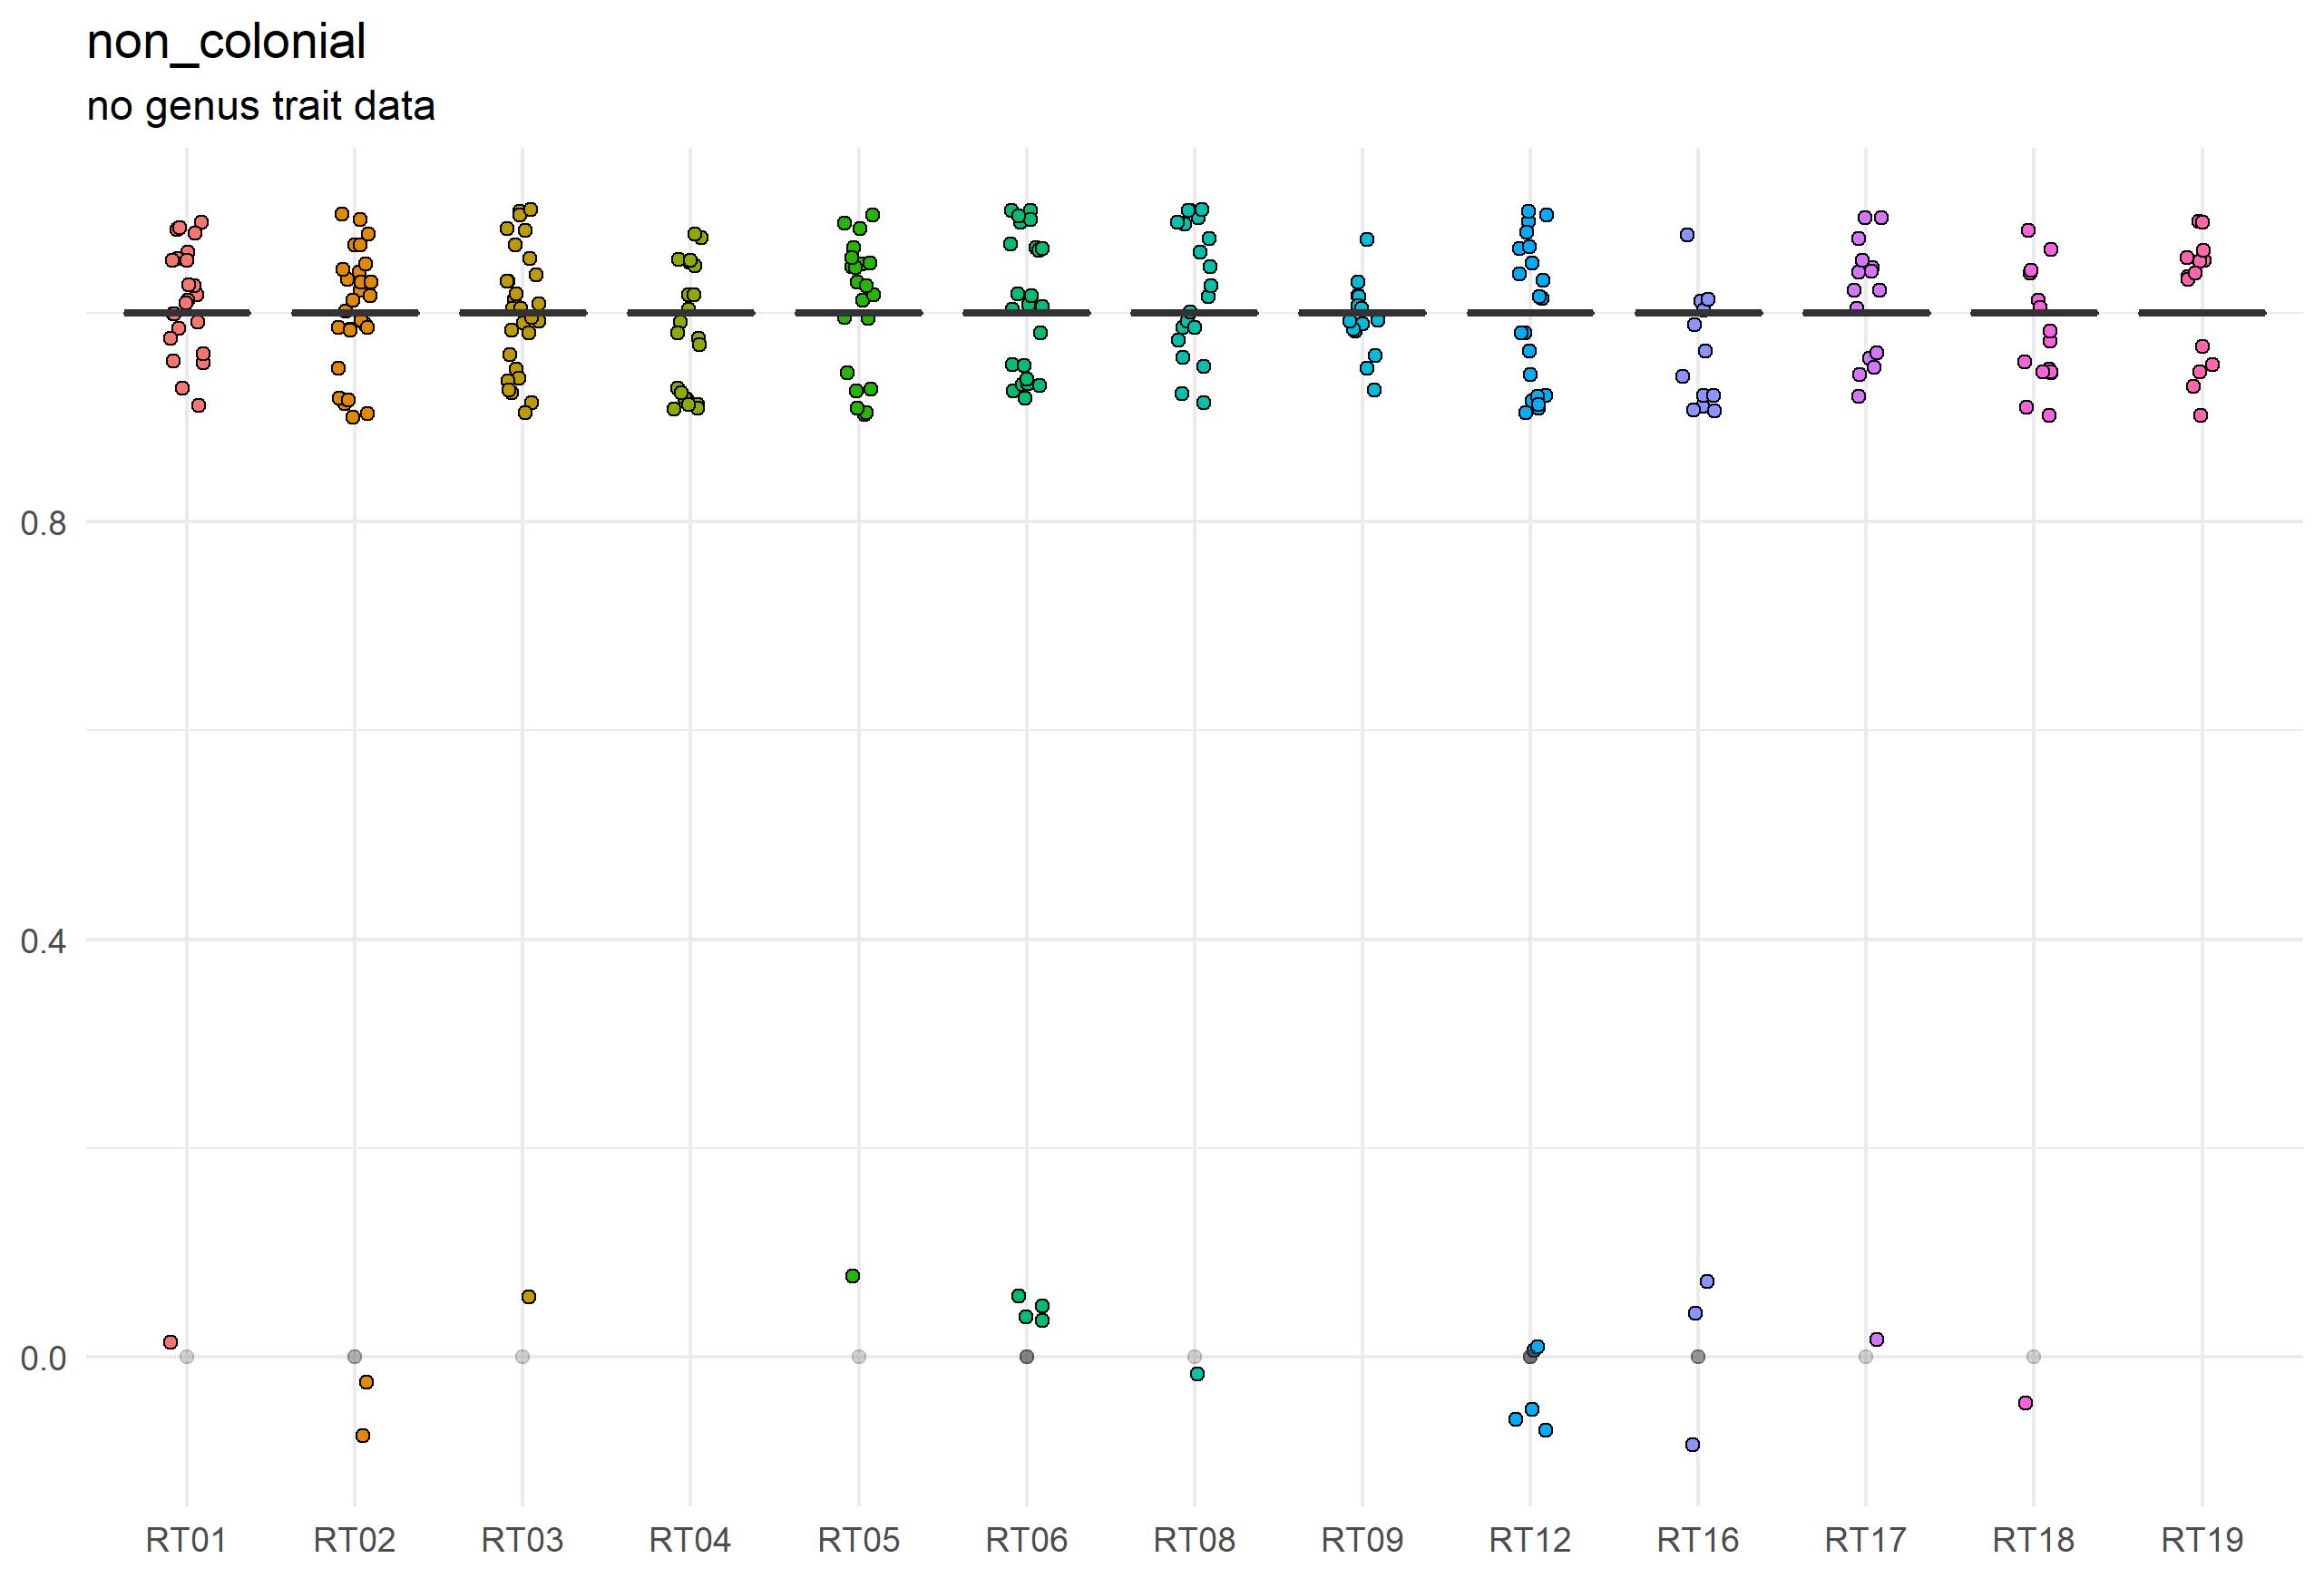 non_colonial
no genus trait data
0.8
0.4
0.0
RT01 RT02 RT03 RT04 RT05 RT06 RT08 RT09 RT12 RT16 RT17 RT18 RT19